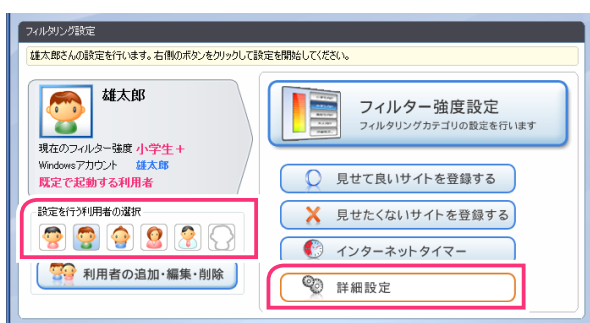 フィルタリング設定
雄太郎さんの設定を行います。右側のボタンをクリックして設定を開始してください。
雄太郎
現在のフィルター強度 小学生＋
Windowsアカウント 雄太郎
既定で起動する利用者
設定を行う利用者の選択
利用者の追加・編集・削除
フィルター強度設定
フィルタリングカテゴリの設定を行います
見せて良いサイトを登録する
見せたくないサイトを登録する
インターネットタイマー
詳細設定